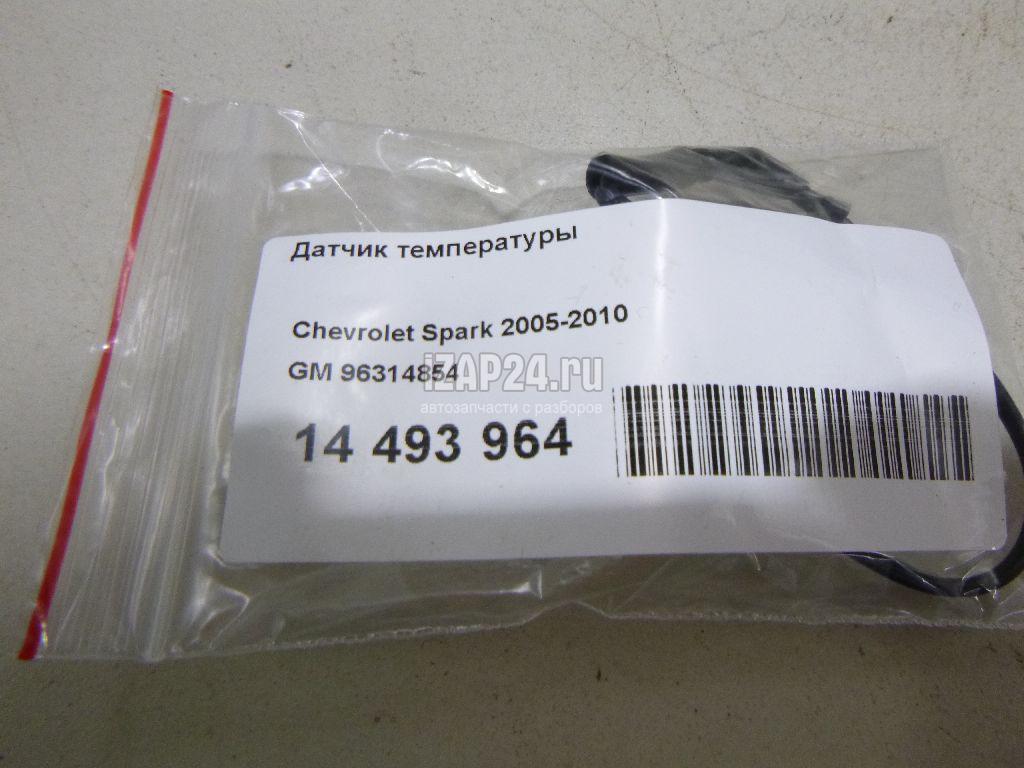 Датчик температуры
Chevrolet Spark 2005-2010
GM 96314854
iZAP24.ru
автозапчасти с разборов
14 493 964